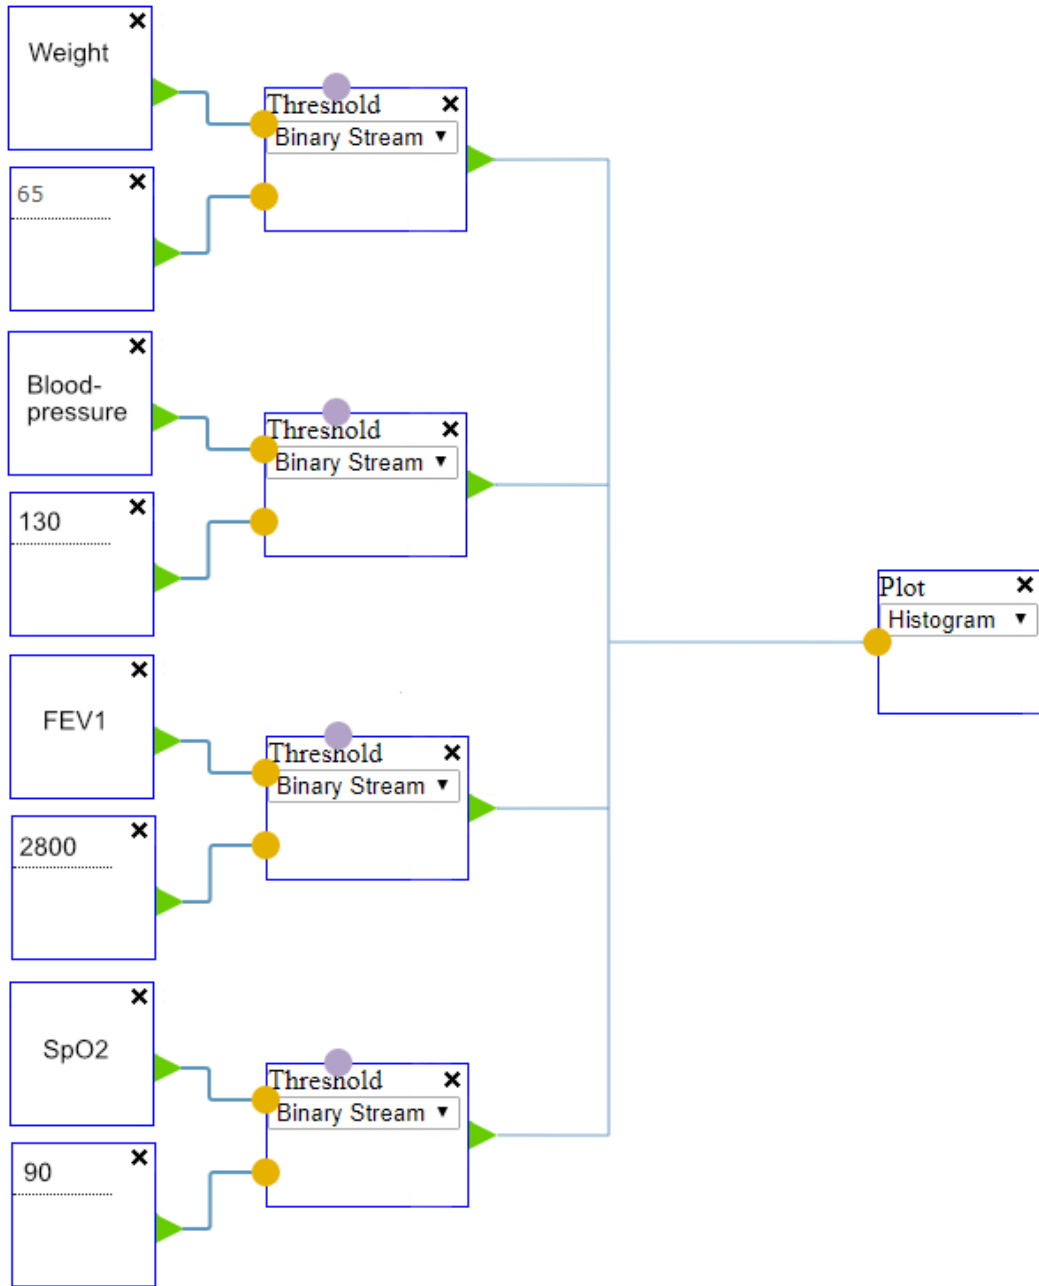 Weight
Threshold
Binary Stream
65
Blood-
pressure
Threshold
Binary Stream
130
Plot
Histogram
FEV1
Threshold
Binary Stream
2800
SpO2
Threshold
Binary Stream
90